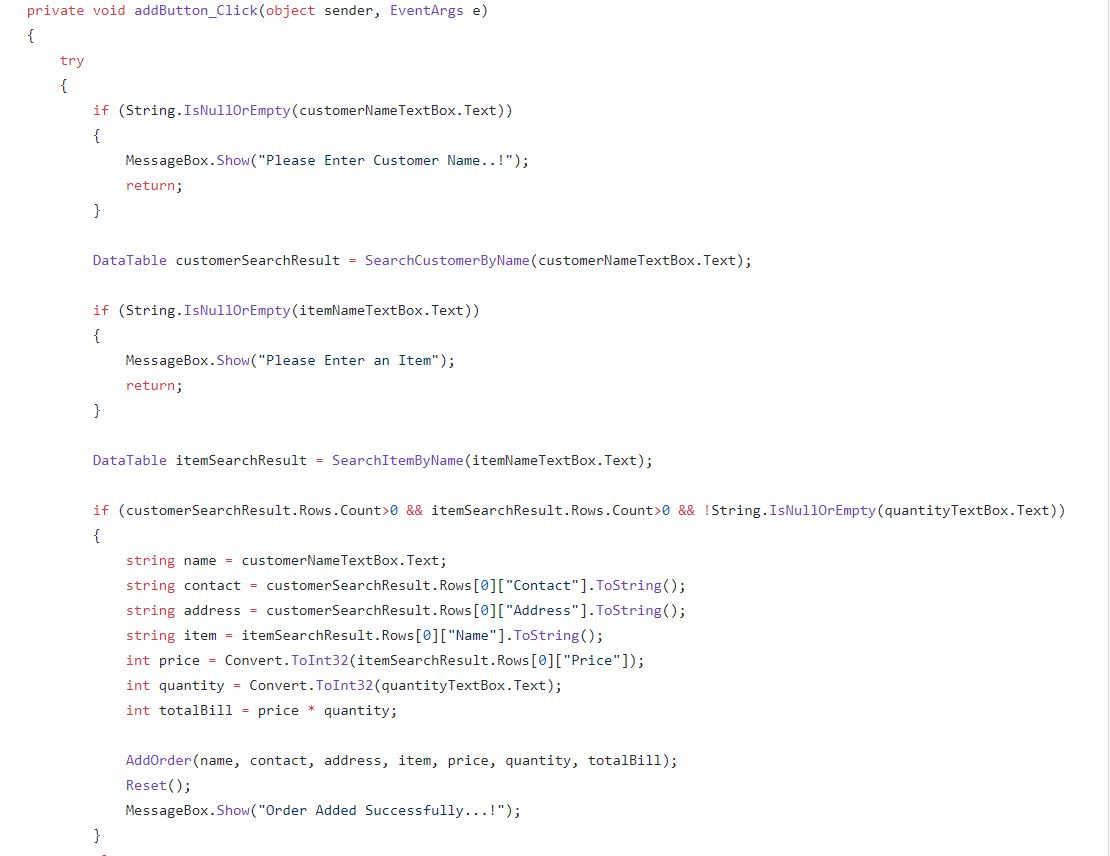 private void addButton_Click(object sender, EventArgs e)
{
    try
    {
        if (String.IsNullOrEmpty(customerNameTextBox.Text))
        {
            MessageBox.Show("Please Enter Customer Name..!");
            return;
        }

        DataTable customerSearchResult = SearchCustomerByName(customerNameTextBox.Text);

        if (String.IsNullOrEmpty(itemNameTextBox.Text))
        {
            MessageBox.Show("Please Enter an Item");
            return;
        }

        DataTable itemSearchResult = SearchItemByName(itemNameTextBox.Text);

        if (customerSearchResult.Rows.Count>0 && itemSearchResult.Rows.Count>0 && !String.IsNullOrEmpty(quantityTextBox.Text))
        {
            string name = customerNameTextBox.Text;
            string contact = customerSearchResult.Rows[0]["Contact"].ToString();
            string address = customerSearchResult.Rows[0]["Address"].ToString();
            string item = itemSearchResult.Rows[0]["Name"].ToString();
            int price = Convert.ToInt32(itemSearchResult.Rows[0]["Price"]);
            int quantity = Convert.ToInt32(quantityTextBox.Text);
            int totalBill = price * quantity;

            AddOrder(name, contact, address, item, price, quantity, totalBill);
            Reset();
            MessageBox.Show("Order Added Successfully...!");
        }